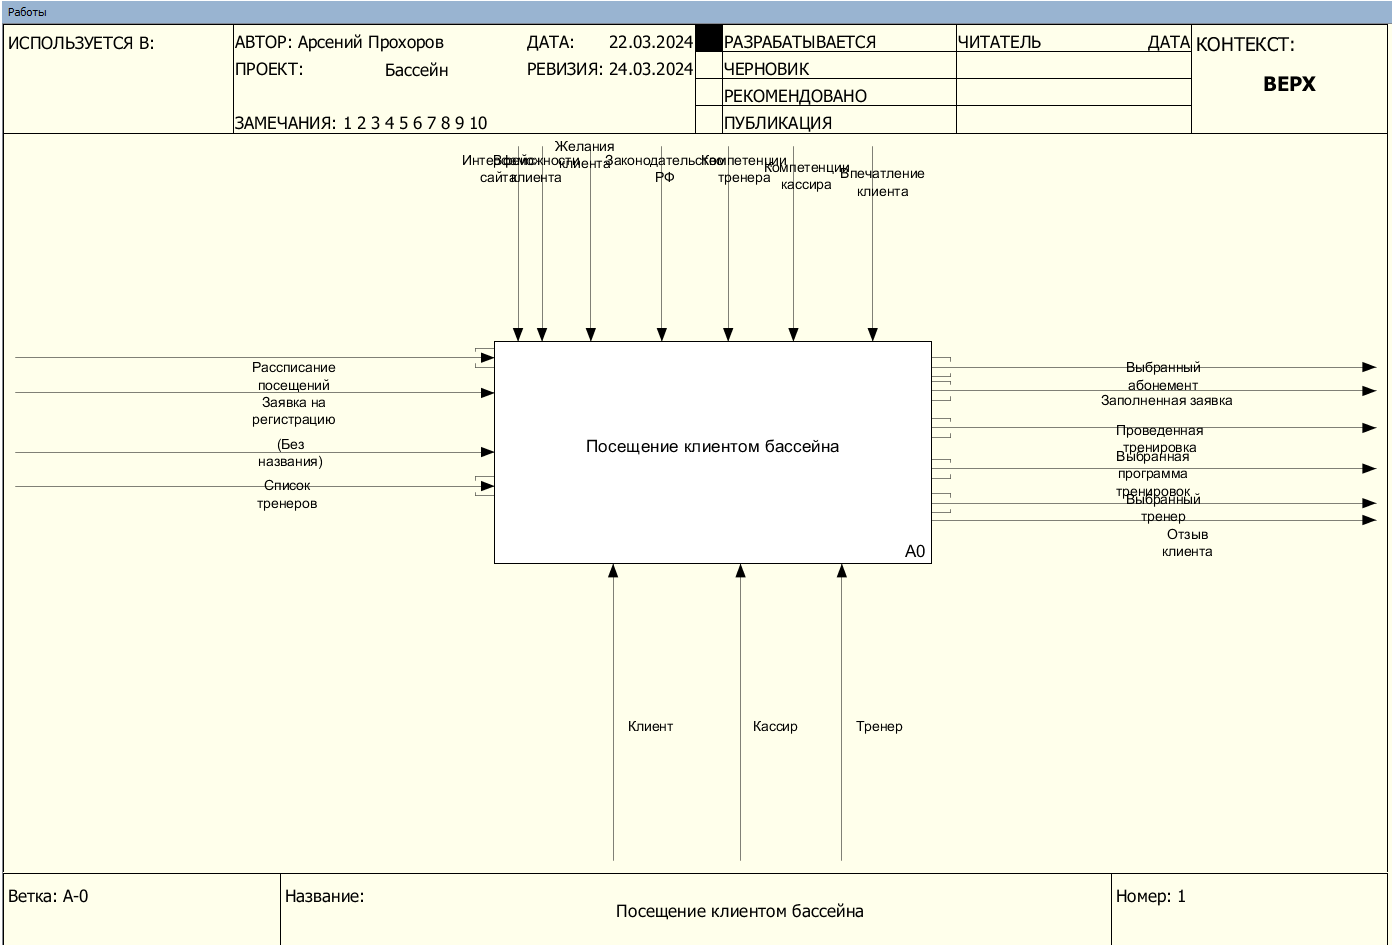 Работы
ИСПОЛЬЗУЕТСЯ В:
АВТОР: Арсений Прохоров
ДАТА: 22.03.2024
РАЗРАБАТЫВАЕТСЯ
ЧИТАТЕЛЬ
ДАТА
КОНТЕКСТ:
ПРОЕКТ: Бассейн
РЕВИЗИЯ: 24.03.2024
ЧЕРНОВИК
ВЕРХ
РЕКОМЕНДОВАНО
ЗАМЕЧАНИЯ: 1 2 3 4 5 6 7 8 9 10
ПУБЛИКАЦИЯ
Интерфейс
сайта
Возможности
клиента
Желания
клиента
Законодательство
РФ
Компетенции
тренера
Компетенции
кассира
Впечатление
клиента
Рассписание
посещений
Заявка на
регистрацию
(Без
названия)
Список
тренеров
Посещение клиентом бассейна
A0
Выбранный
абонемент
Заполненная заявка
Проведенная
тренировка
Выбранная
программа
тренировок
Выбранный
тренер
Отзыв
клиента
Клиент
Кассир
Тренер
Ветка: A-0
Название:
Посещение клиентом бассейна
Номер: 1